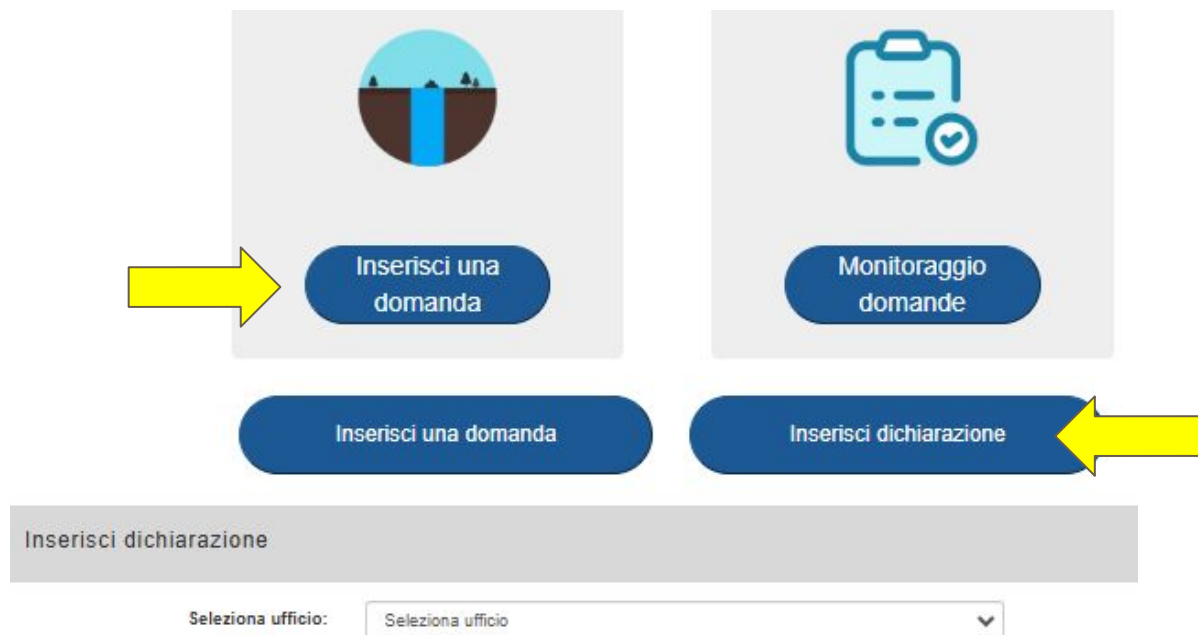 Inserisci una
domanda
Monitoraggio
domande
Inserisci una domanda
Inserisci dichiarazione
Inserisci dichiarazione
Seleziona ufficio:
Seleziona ufficio